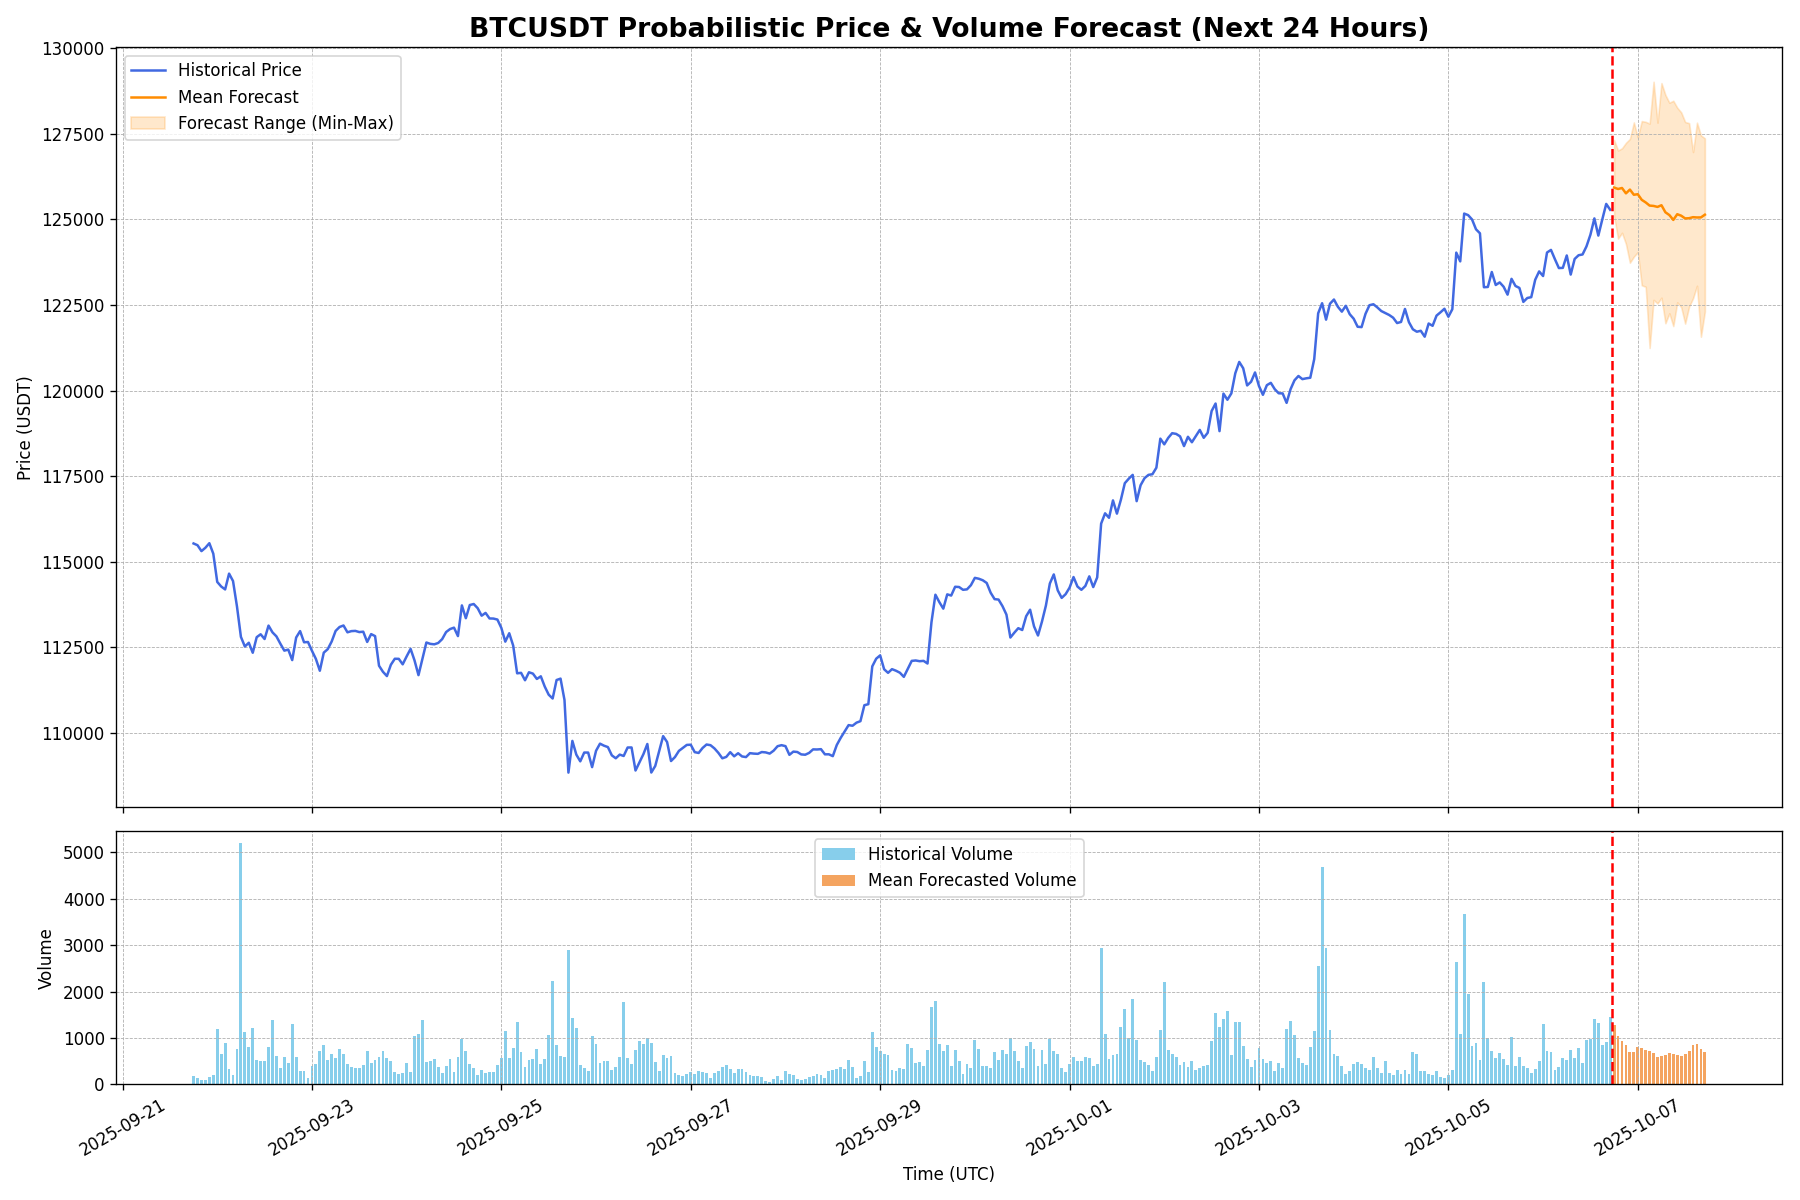 BTCUSDT Probabilistic Price & Volume Forecast (Next 24 Hours)
130000
127500
125000
122500
120000
117500
115000
112500
110000
Price (USDT)
Historical Price
Mean Forecast
Forecast Range (Min-Max)
5000
4000
3000
2000
1000
0
Volume
Historical Volume
Mean Forecasted Volume
2025-09-21
2025-09-23
2025-09-25
2025-09-27
2025-09-29
2025-10-01
2025-10-03
2025-10-05
2025-10-07
Time (UTC)